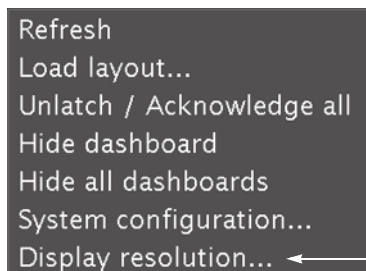 Refresh
Load layout...
Unlatch / Acknowledge all
Hide dashboard
Hide all dashboards
System configuration...
Display resolution...